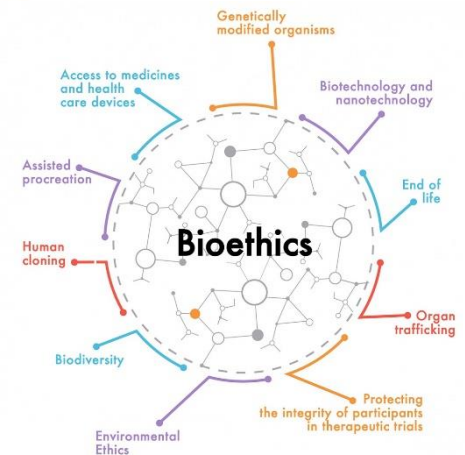 Genetically
modified organisms
Access to medicines
and health
care devices
Biotechnology and
nanotechnology
Assisted
procreation
End of
life
Bioethics
Human
cloning
Organ
trafficking
Biodiversity
Protecting
the integrity of participants
in therapeutic trials
Environmental
Ethics